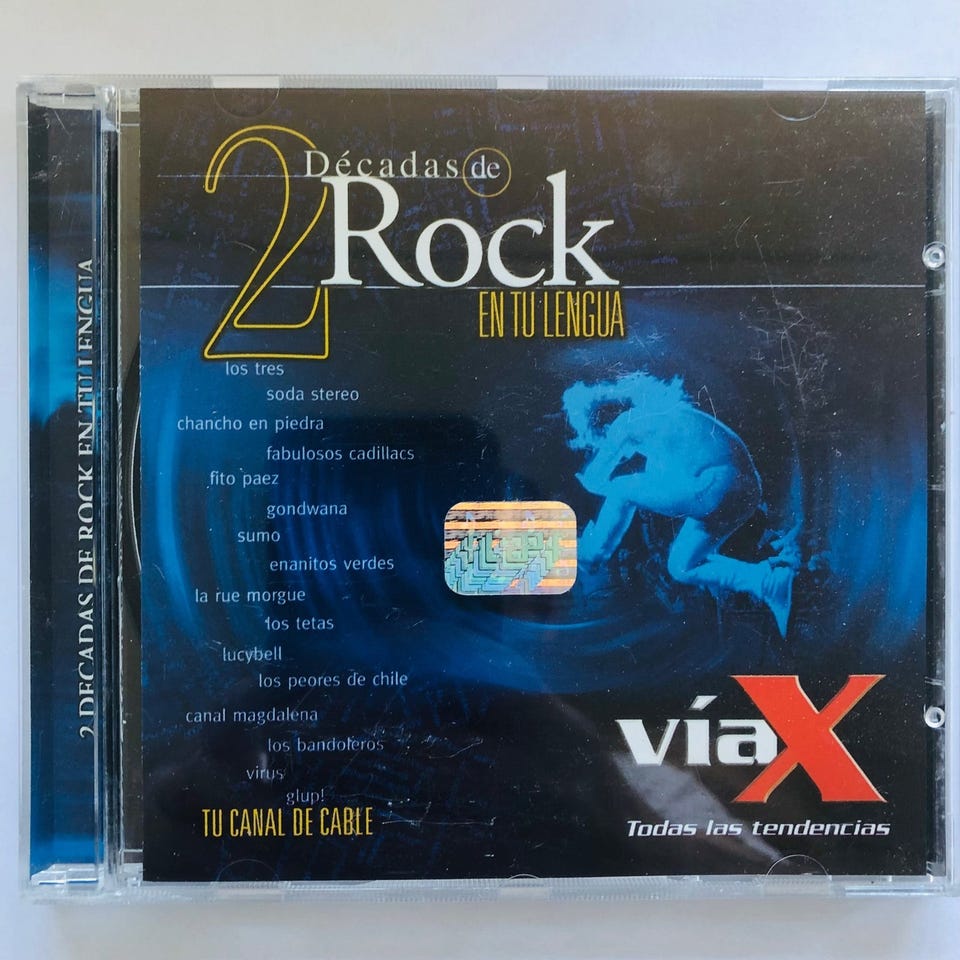 2 DECADAS DE ROCK EN TU LENGUA
2 Décadas de
Rock
EN TU LENGUA
los tres
soda stereo
chancho en piedra
fabulosos cadillacs
fito paez
gondwana
sumo
enanitos verdes
la rue morgue
los tetas
lucybell
los peores de chile
canal magdalena
los bandoleros
virus
glup!
TU CANAL DE CABLE
víaX
Todas las tendencias